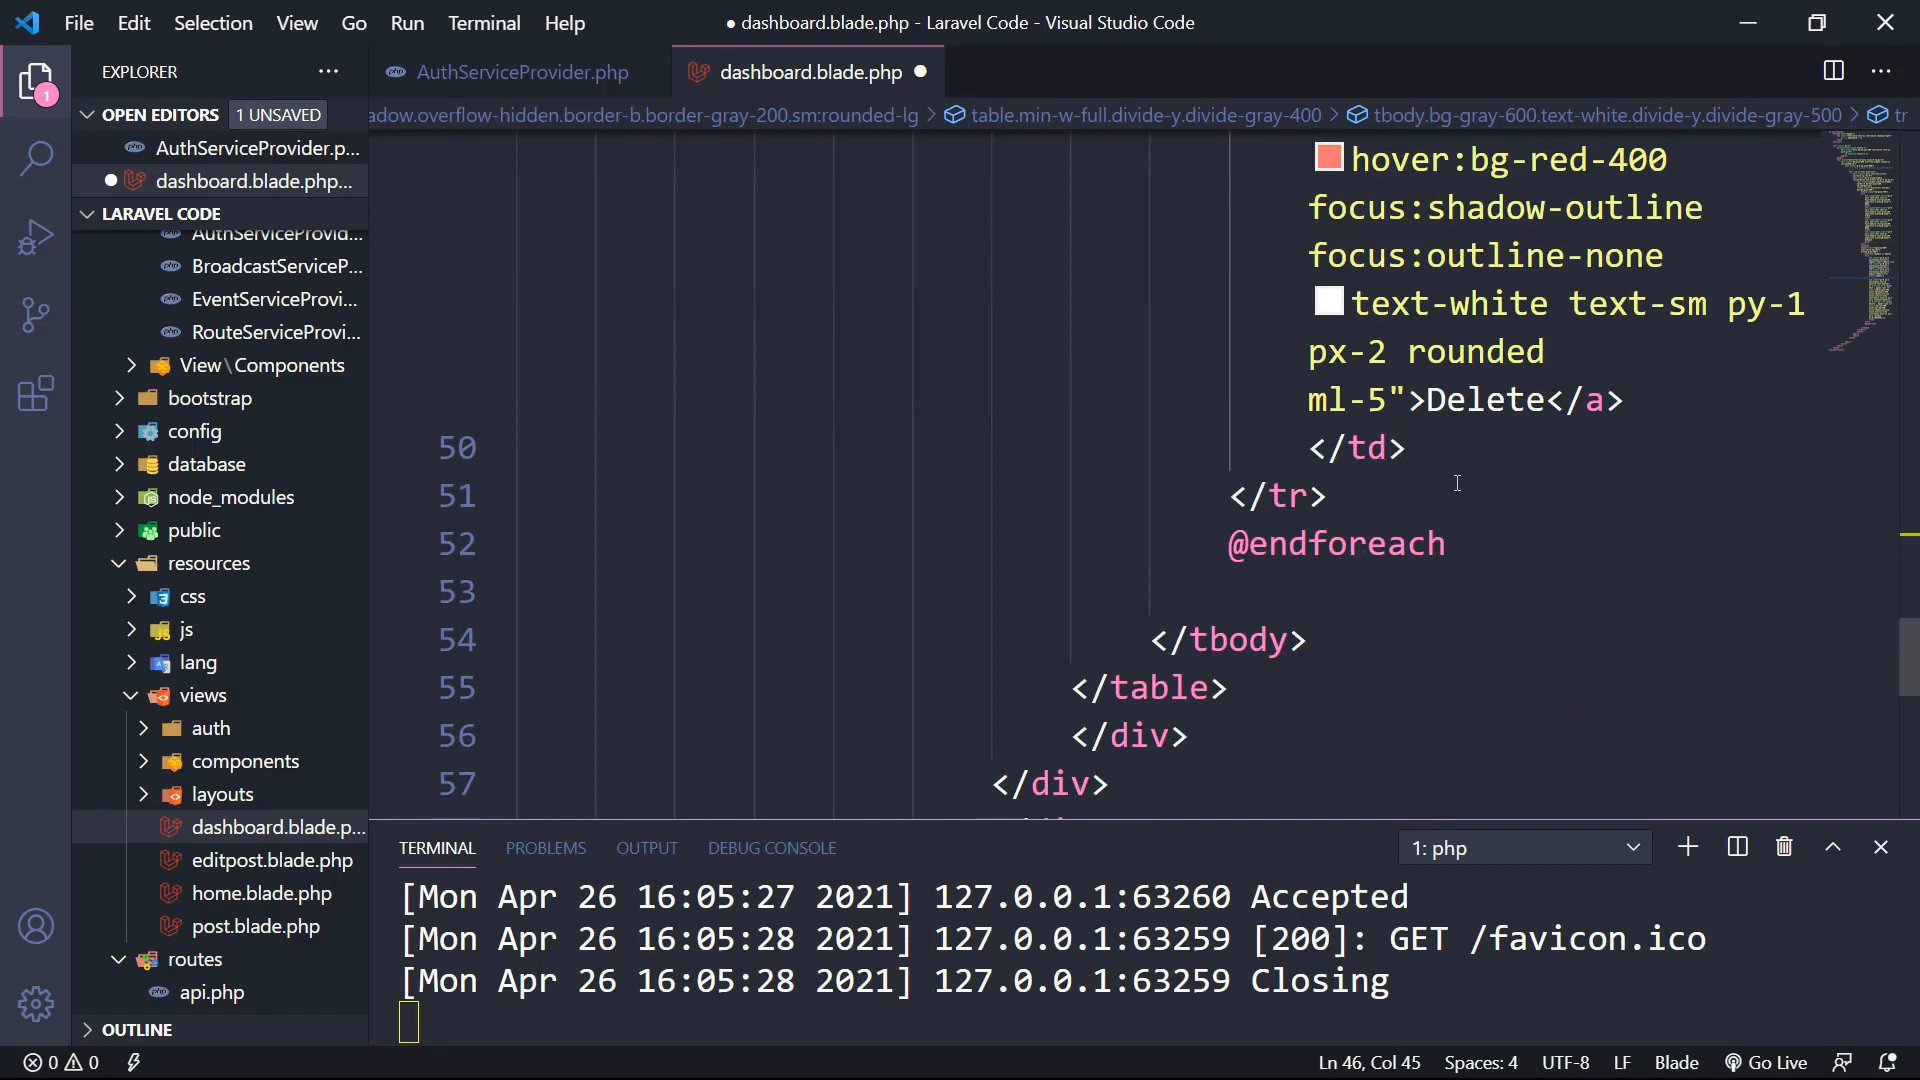 File Edit Selection View Go Run Terminal Help
● dashboard.blade.php - Laravel Code - Visual Studio Code
EXPLORER
AuthServiceProvider.php
dashboard.blade.php
OPEN EDITORS 1 UNSAVED
adow.overflow-hidden.border-b.border-gray-200.sm:rounded-lg > table.min-w-full.divide-y.divide-gray-400 > tbody.bg-gray-600.text-white.divide-y.divide-gray-500 > tr
1
AuthServiceProvider.p...
dashboard.blade.php...
LARAVEL CODE
AuthServiceProvid...
BroadcastServiceP...
EventServiceProvi...
RouteServiceProvi...
View\Components
bootstrap
config
database
node_modules
public
resources
css
js
lang
views
auth
components
layouts
dashboard.blade.p...
editpost.blade.php
home.blade.php
post.blade.php
routes
api.php
OUTLINE
hover:bg-red-400
focus:shadow-outline
focus:outline-none
text-white text-sm py-1
px-2 rounded
ml-5">Delete</a>
50 </td>
51 </tr>
52 @endforeach
53
54 </tbody>
55 </table>
56 </div>
57 </div>
TERMINAL PROBLEMS OUTPUT DEBUG CONSOLE
1: php
[Mon Apr 26 16:05:27 2021] 127.0.0.1:63260 Accepted
[Mon Apr 26 16:05:28 2021] 127.0.0.1:63259 [200]: GET /favicon.ico
[Mon Apr 26 16:05:28 2021] 127.0.0.1:63259 Closing
0 0
Ln 46, Col 45 Spaces: 4 UTF-8 LF Blade Go Live